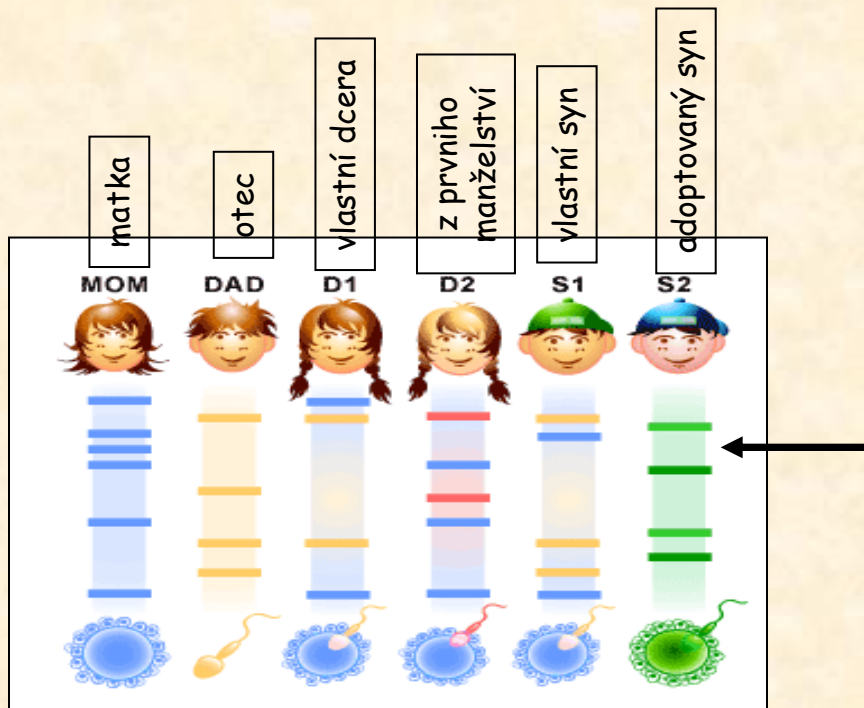 matka
otec
vlastní dcera
z prvniho
manželství
vlastní syn
adoptovaný syn
MOM DAD D1 D2 S1 S2